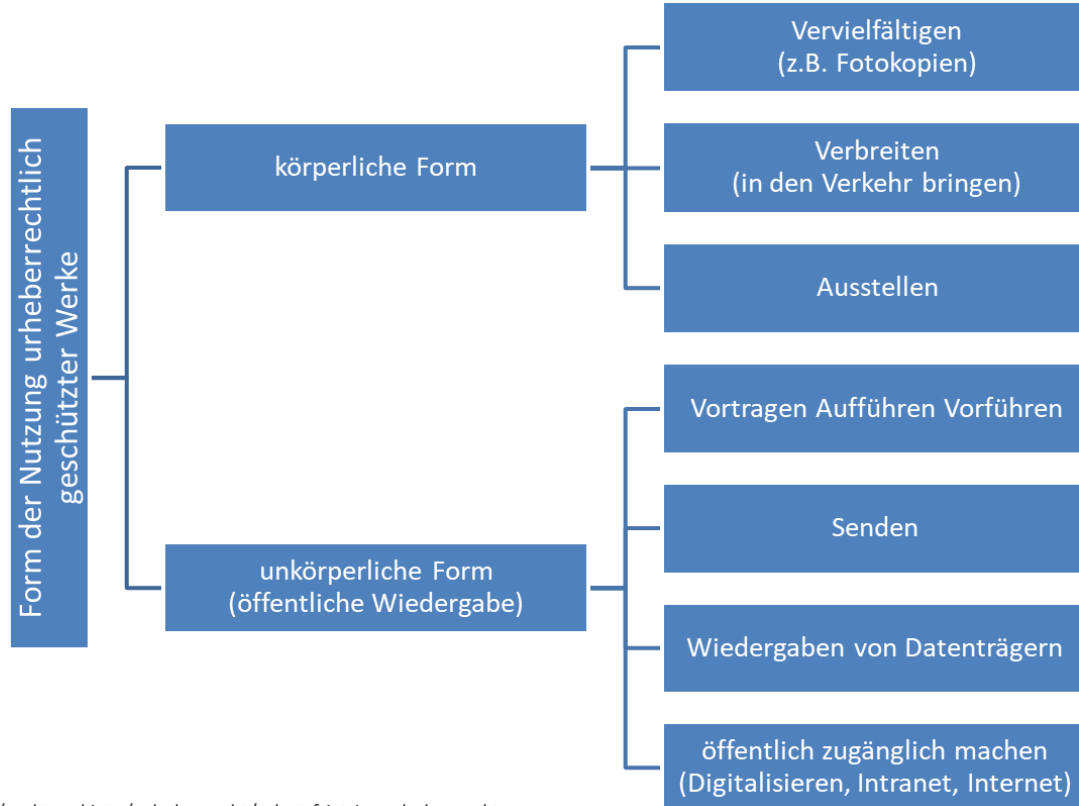 Form der Nutzung urheberrechtlich
geschützter Werke
körperliche Form
Vervielfältigen
(z.B. Fotokopien)
Verbreiten
(in den Verkehr bringen)
Ausstellen
unkörperliche Form
(öffentliche Wiedergabe)
Vortragen Aufführen Vorführen
Senden
Wiedergaben von Datenträgern
öffentlich zugänglich machen
(Digitalisieren, Intranet, Internet)